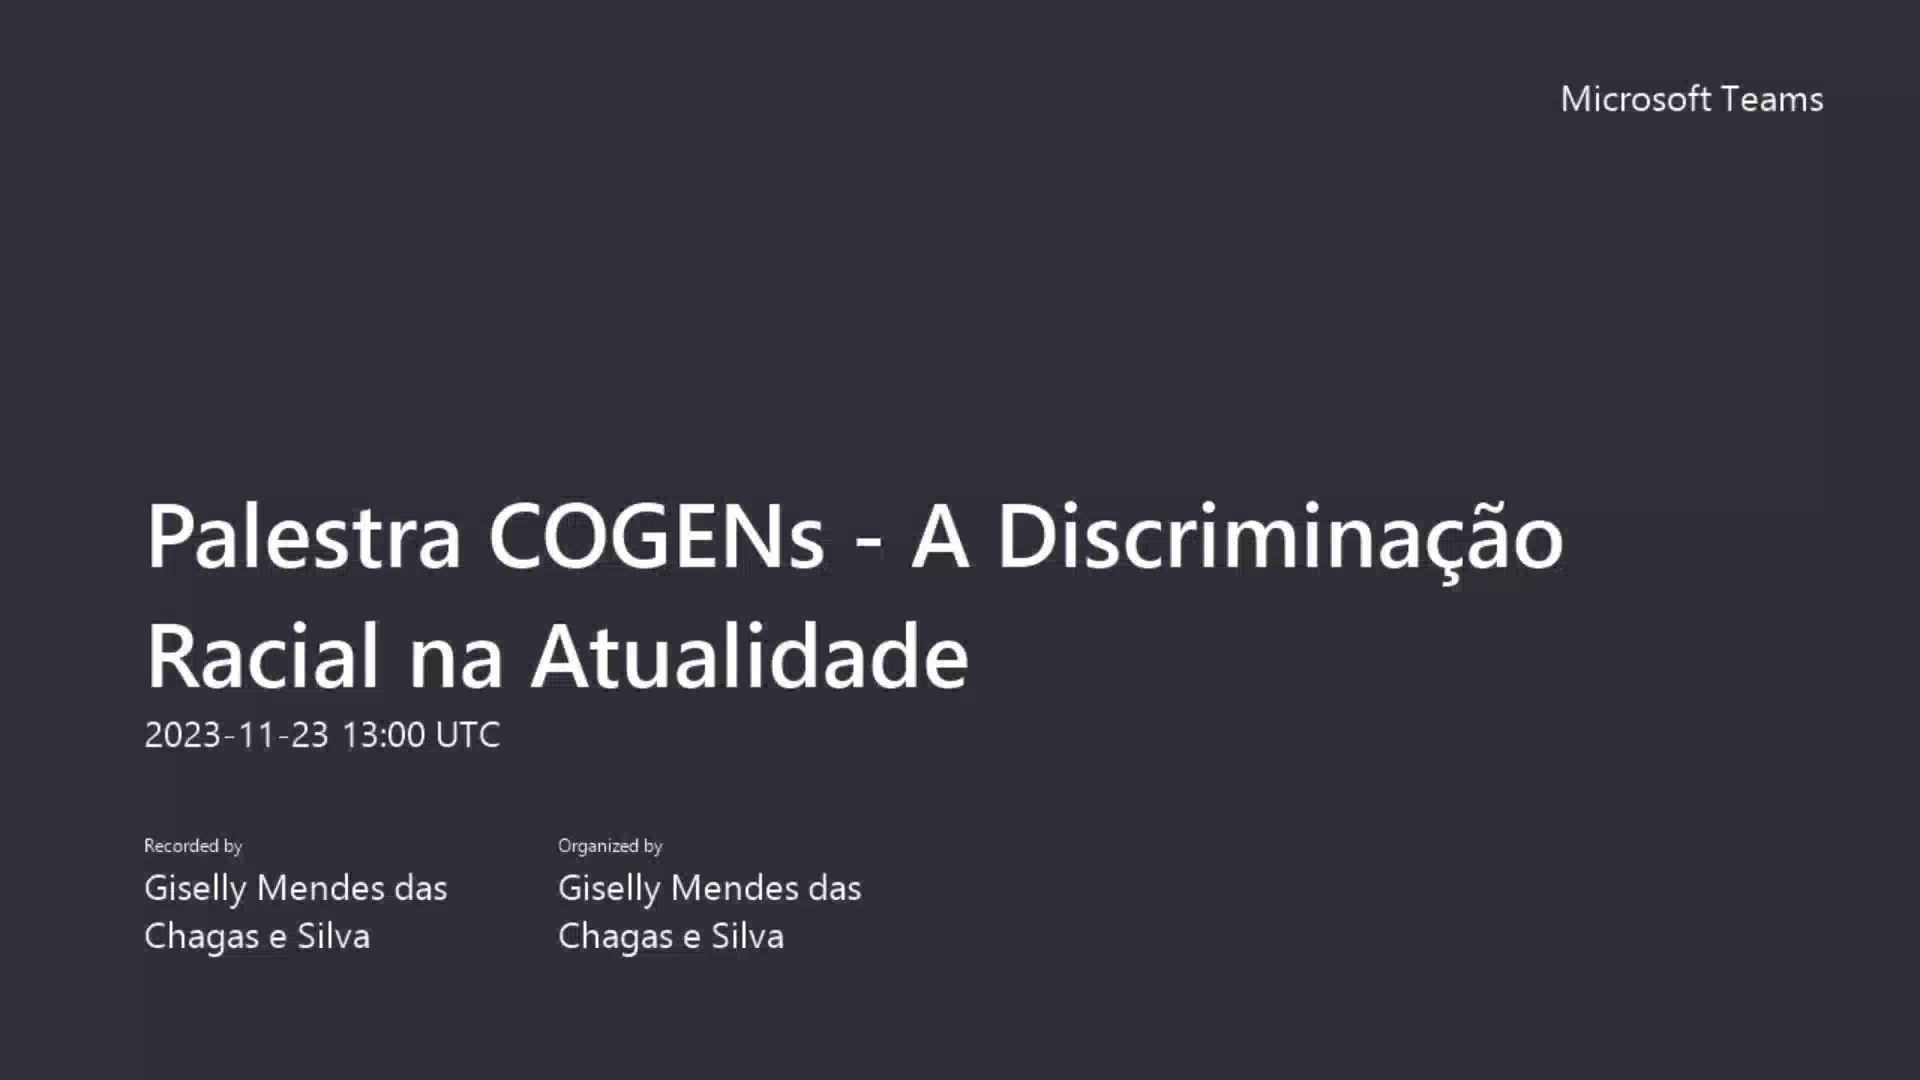 Microsoft Teams
Palestra COGENs - A Discriminação
Racial na Atualidade
2023-11-23 13:00 UTC
Recorded by
Giselly Mendes das
Chagas e Silva
Organized by
Giselly Mendes das
Chagas e Silva